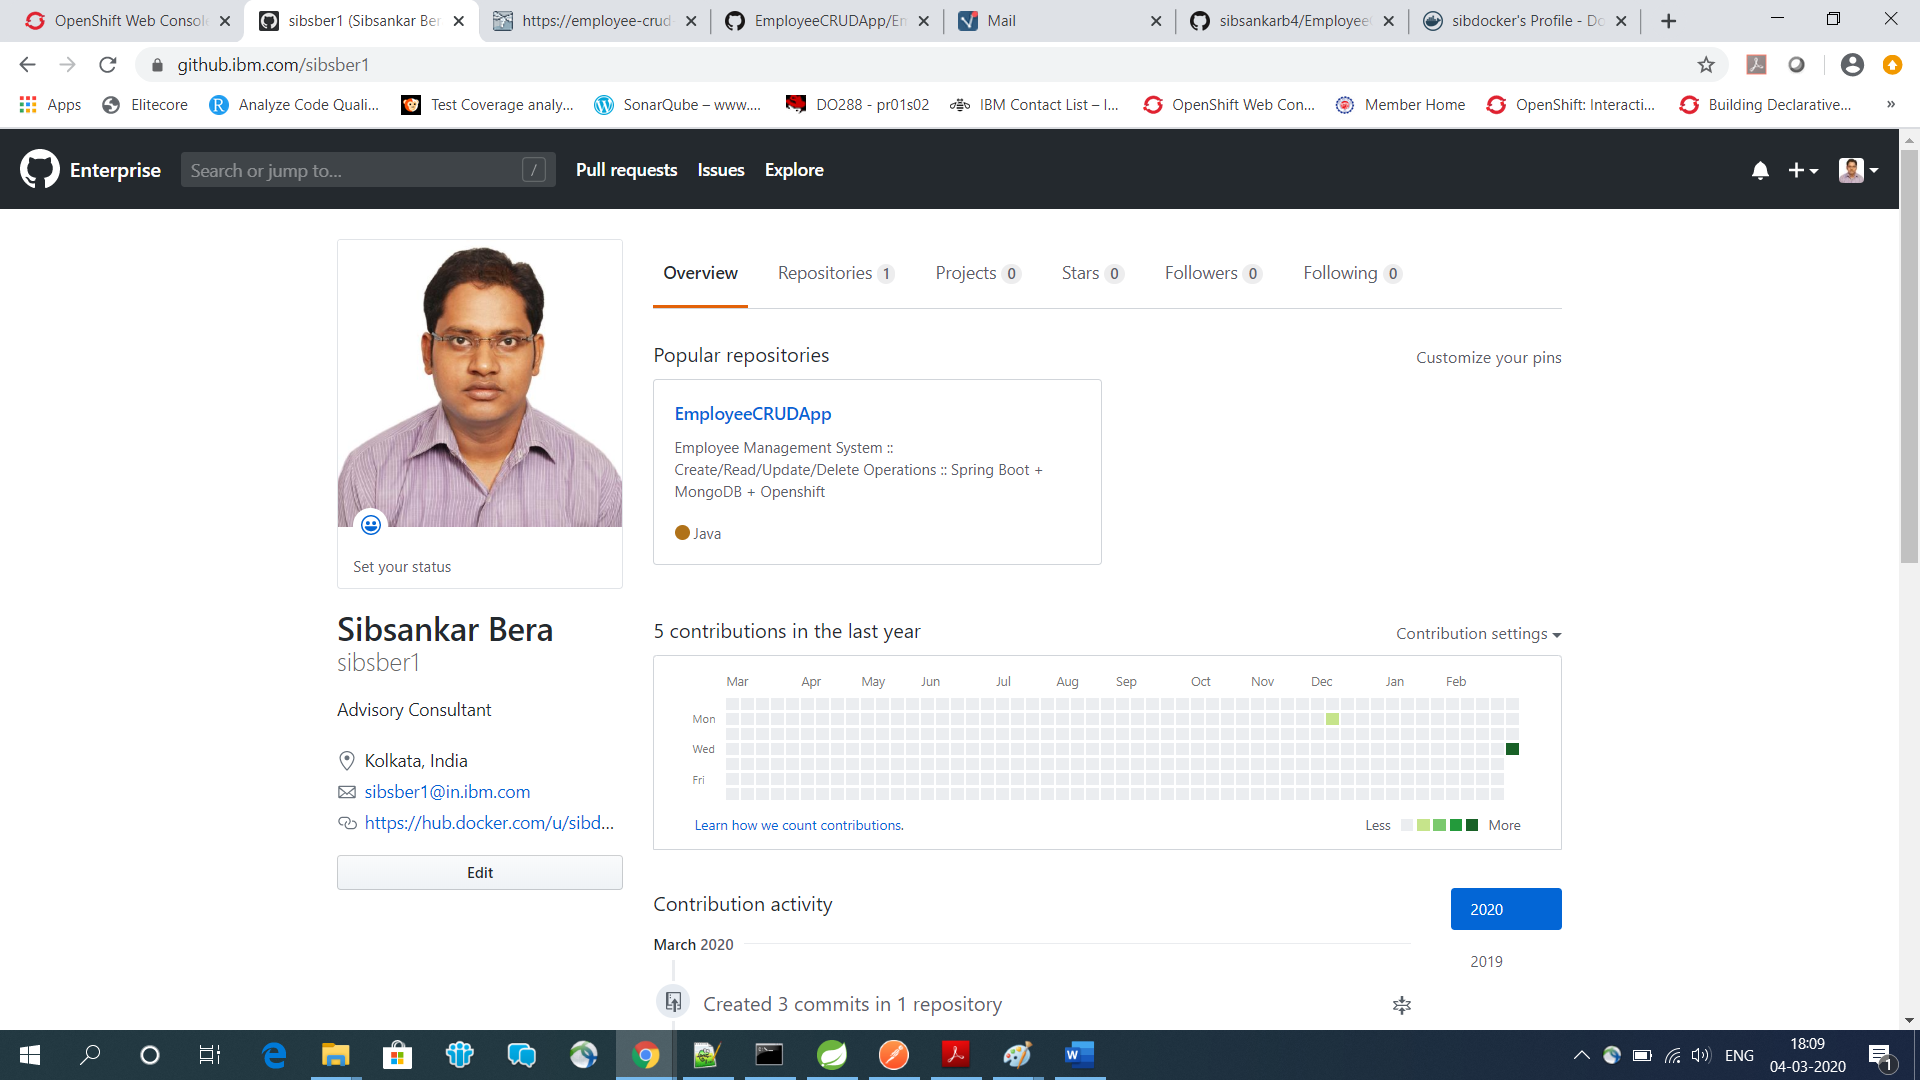 OpenShift Web Console
sibsber1 (Sibsankar Ber
https://employee-crud-
EmployeeCRUDApp/Em
Mail
sibsankarb4/EmployeeC
sibdocker's Profile - Do
github.ibm.com/sibsber1
Apps
Elitecore
Analyze Code Quali...
Test Coverage analy...
SonarQube – www....
DO288 - pr01s02
IBM Contact List – I...
OpenShift Web Con...
Member Home
OpenShift: Interacti...
Building Declarative...
»
Enterprise
Search or jump to...
/
Pull requests
Issues
Explore
Overview
Repositories 1
Projects 0
Stars 0
Followers 0
Following 0
Popular repositories
Customize your pins
EmployeeCRUDApp
Employee Management System ::
Create/Read/Update/Delete Operations :: Spring Boot +
MongoDB + Openshift
Java
Set your status
Sibsankar Bera
sibsber1
Advisory Consultant
Kolkata, India
sibsber1@in.ibm.com
https://hub.docker.com/u/sibd...
Edit
5 contributions in the last year
Contribution settings
Mar Apr May Jun Jul Aug Sep Oct Nov Dec Jan Feb
Mon
Wed
Fri
Learn how we count contributions.
Less
More
Contribution activity
2020
2019
March 2020
Created 3 commits in 1 repository
ENG
18:09
04-03-2020
1